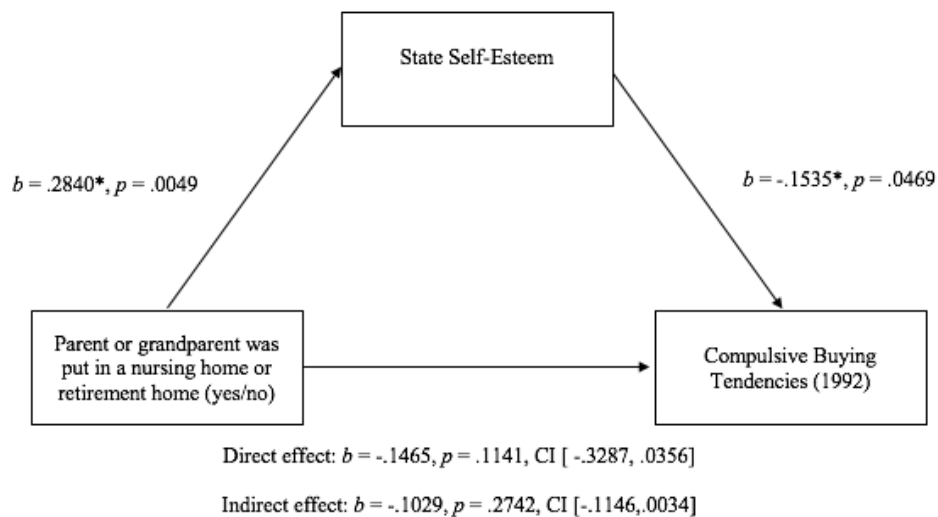 State Self-Esteem
b = .2840*, p = .0049
b = -.1535*, p = .0469
Parent or grandparent was
put in a nursing home or
retirement home (yes/no)
Compulsive Buying
Tendencies (1992)
Direct effect: b = -.1465, p = .1141, CI [ -.3287, .0356]
Indirect effect: b = -.1029, p = .2742, CI [-.1146,.0034]